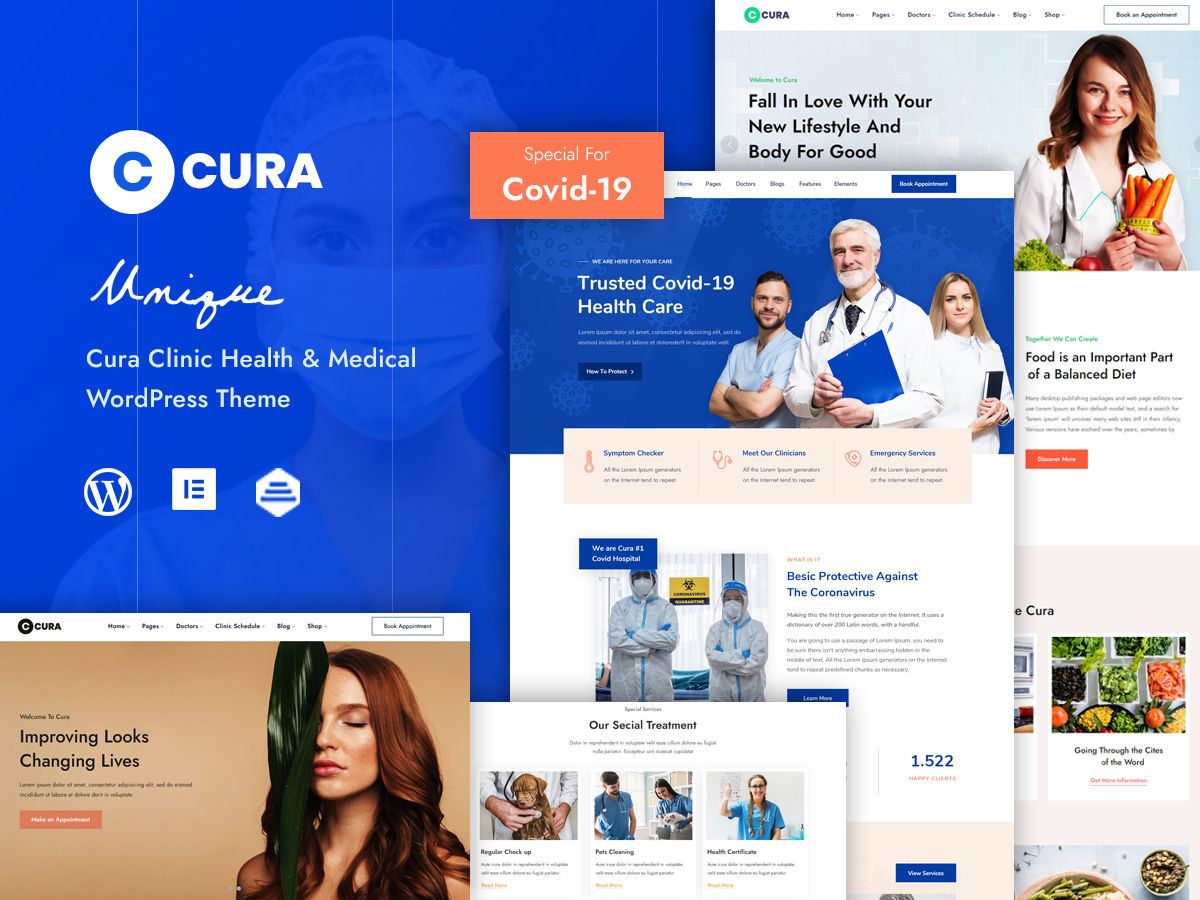 C CURA
Unique
Cura Clinic Health & Medical
WordPress Theme
Special For
Covid-19
C CURA
Home
Pages
Doctors
Clinic Schedule
Blog
Shop
Book an Appointment
Welome to Cura
Fall In Love With Your
New Lifestyle And
Body For Good
Home
Pages
Doctors
Blogs
Features
Elements
Book Appointment
WE ARE HERE FOR YOUR CARE
Trusted Covid-19
Health Care
Lorem ipsum dolor sit amet, consectetur adipisicing elit, sed do
eismod incididunt ut labore et doloredent in voluptate velit
How To Protect
Symptom Checker
All the Lorem Ipsum generators
on the Internet tend to repeat.
Meet Our Clinicians
All the Lorem Ipsum generators
on the Internet tend to repeat.
Emergency Services
All the Lorem Ipsum generators
on the Internet tend to repeat.
We are Cura #1
Covid Hospital
CORONAVIRUS
QUARANTINE
WHAT IS IT
Besic Protective Against
The Coronavirus
Making this the first true generator on the Internet. It uses a
dictionary of over 200 Latin words, with a handful.
You are going to use a passage of Lorem Ipsum, you need to
be sure there isn't anything embarrassing hidden in the
middle of text. All the Lorem Ipsum generators on the Internet
tend to repeat predefined chunks as necessary,
Learn More
1.522
HAPPY CLIENTS
View Services
Together We Can Create
Food is an Important Part
of a Balanced Diet
Many desktop publishing packages and web page editors now
use Lorem Ipsum as their default model text, and a search for
'lorem ipsum' will uncover many web sites still in their infancy.
Various versions have evolved over the years, sometimes by
Discover More
e Cura
Going Through the Cites
of the Word
Get More Information
C CURA
Home
Pages
Doctors
Clinic Schedule
Blog
Shop
Book Appointment
Welcome To Cura
Improving Looks
Changing Lives
Lorem ipsum dolor sit amet, consectetur adipisicing elit, sed do eiusmod
incididunt ut labore et dolore derit in voluptate.
Make an Appointment
Special Services
Our Secial Treatment
Dolor in reprehenderit in voluptate velit esse cillum dolore eu fugiat
nulla pariatur. Excepteur sint ocaecat cupidatat
Regular Check up
Aute irure dolor in reprehenderit in voluptate
velit esse cillum dolore eu fugiat pariatur.
Read More
Pets Cleaning
Aute irure dolor in reprehenderit in voluptate
velit esse cillum dolore eu fugiat pariatur.
Read More
Health Certificate
Aute irure dolor in reprehenderit in voluptate
velit esse cillum dolore eu fugiat pariatur.
Read More